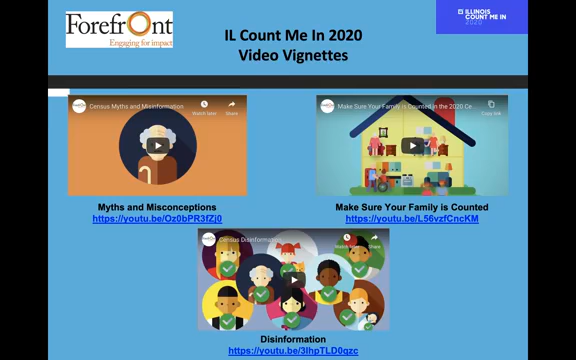 Forefront
Engaging for impact
IL Count Me In 2020
Video Vignettes
ILLINOIS
COUNT ME IN
2020
Census Myths and Misinformation
Watch later
Share
Make Sure Your Family is Counted in the 2020 Ce...
Copy link
Myths and Misconceptions
https://youtu.be/Oz0bPR3fZj0
Make Sure Your Family is Counted
https://youtu.be/L56vzfCncKM
Census Disinformation
Watch later
Share
Disinformation
https://youtu.be/3IhpTLD0qzc